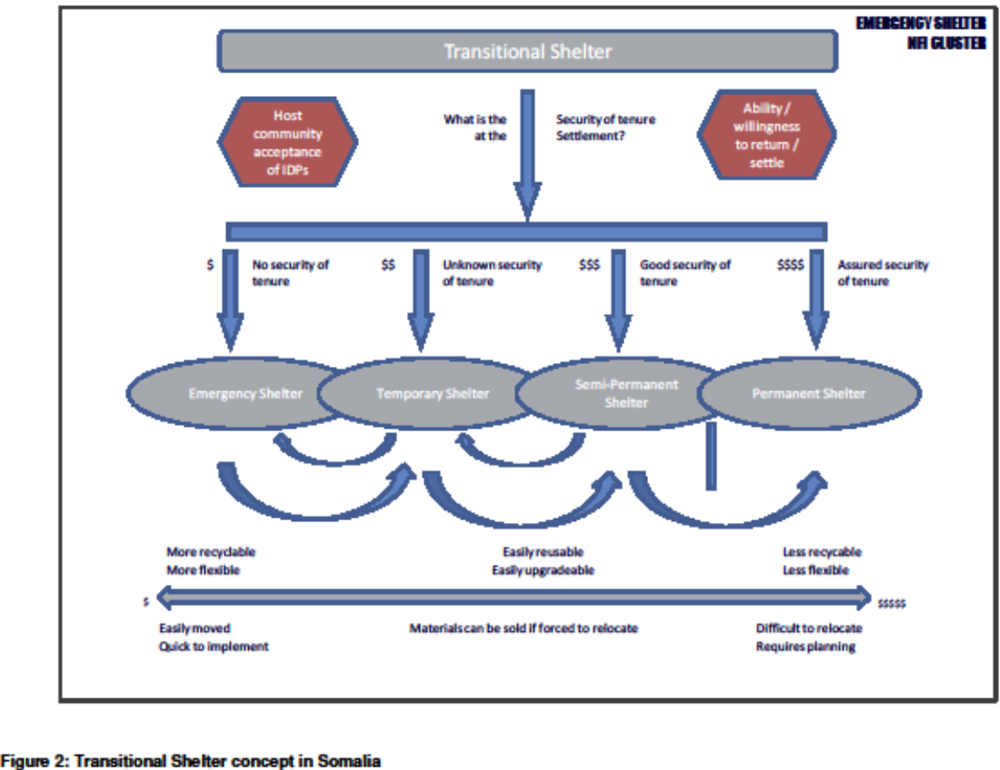 EMERGENCY SHELTER
NFI CLUSTER
Transitional Shelter
Host
community
acceptance
of IDPs
What is the
at the
Security of tenure
Settlement?
Ability /
willingness
to return /
settle
$
No security of
tenure
$$
Unknown security
of tenure
$$$
Good security of
tenure
$$$$
Assured security
of tenure
Emergency Shelter
Temporary Shelter
Semi-Permanent
Shelter
Permanent Shelter
More recyclable
More flexible
Easily reusable
Easily upgradeable
Less recycable
Less flexible
$
$$$$$
Easily moved
Quick to implement
Materials can be sold if forced to relocate
Difficult to relocate
Requires planning
Figure 2: Transitional Shelter concept in Somalia